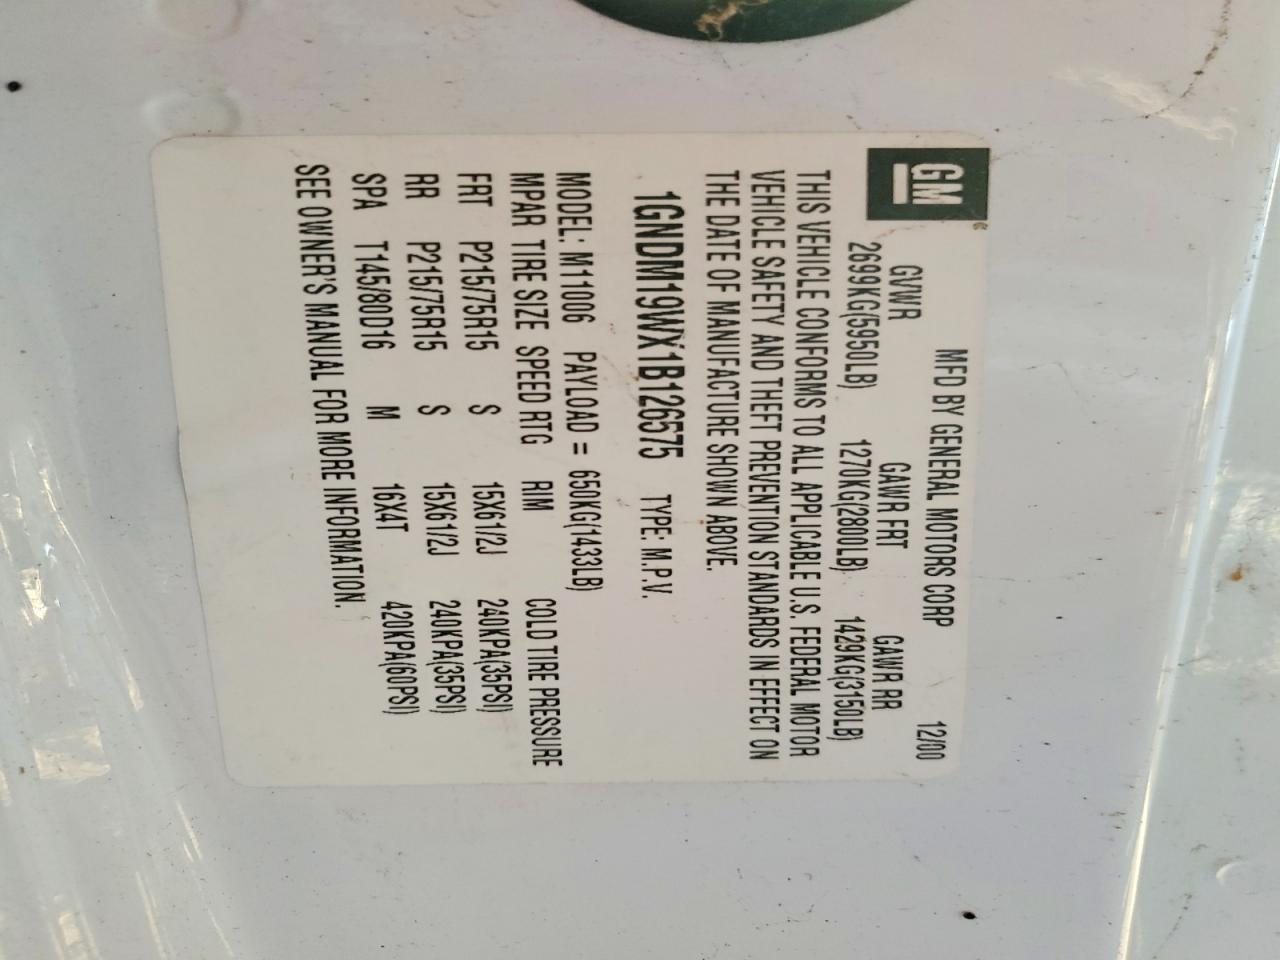 GM
MFD BY GENERAL MOTORS CORP 12/00
GVWR GAWR FRT GAWR RR
2699KG(5950LB) 1270KG(2800LB) 1429KG(3150LB)
THIS VEHICLE CONFORMS TO ALL APPLICABLE U.S. FEDERAL MOTOR
VEHICLE SAFETY AND THEFT PREVENTION STANDARDS IN EFFECT ON
THE DATE OF MANUFACTURE SHOWN ABOVE.
1GNDM19WX1B126575 TYPE: M.P.V.
MODEL: M11006 PAYLOAD = 650KG(1433LB)
MPAR TIRE SIZE SPEED RTG RIM COLD TIRE PRESSURE
FRT P215/75R15 S 15X61/2J 240KPA(35PSI)
RR P215/75R15 S 15X61/2J 240KPA(35PSI)
SPA T145/80D16 M 16X4T 420KPA(60PSI)
SEE OWNER'S MANUAL FOR MORE INFORMATION.